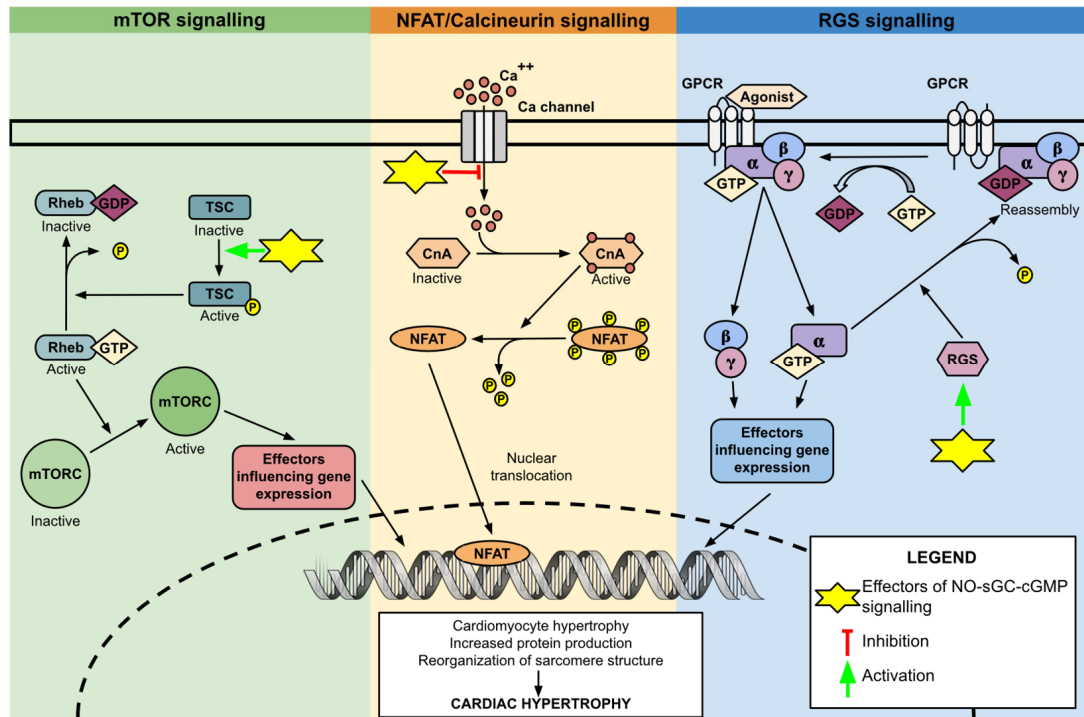 mTOR signalling
NFAT/Calcineurin signalling
RGS signalling
Rheb
GDP
Inactive
P
TSC
Inactive
TSC
P
Active
Rheb
GTP
Active
mTORC
Active
mTORC
Inactive
Effectors
influencing gene
expression
Ca++
Ca channel
CnA
Inactive
CnA
Active
NFAT
P
P
P
NFAT
P
P
P
P
P
P
Nuclear
translocation
NFAT
GPCR
Agonist
α
β
γ
GTP
GDP
GTP
GPCR
α
β
γ
GDP
Reassembly
P
β
γ
α
GTP
RGS
Effectors
influencing gene
expression
Cardiomyocyte hypertrophy
Increased protein production
Reorganization of sarcomere structure
CARDIAC HYPERTROPHY
LEGEND
Effectors of NO-sGC-cGMP
signalling
Inhibition
Activation